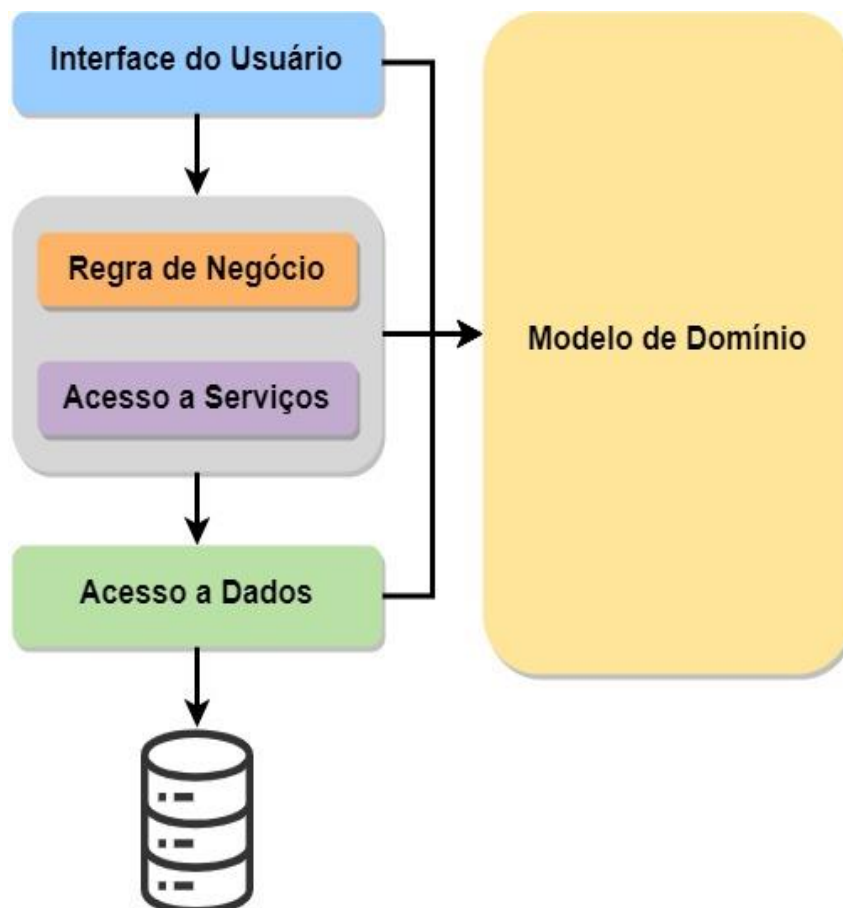 Interface do Usuário
Regra de Negócio
Acesso a Serviços
Acesso a Dados
Modelo de Domínio